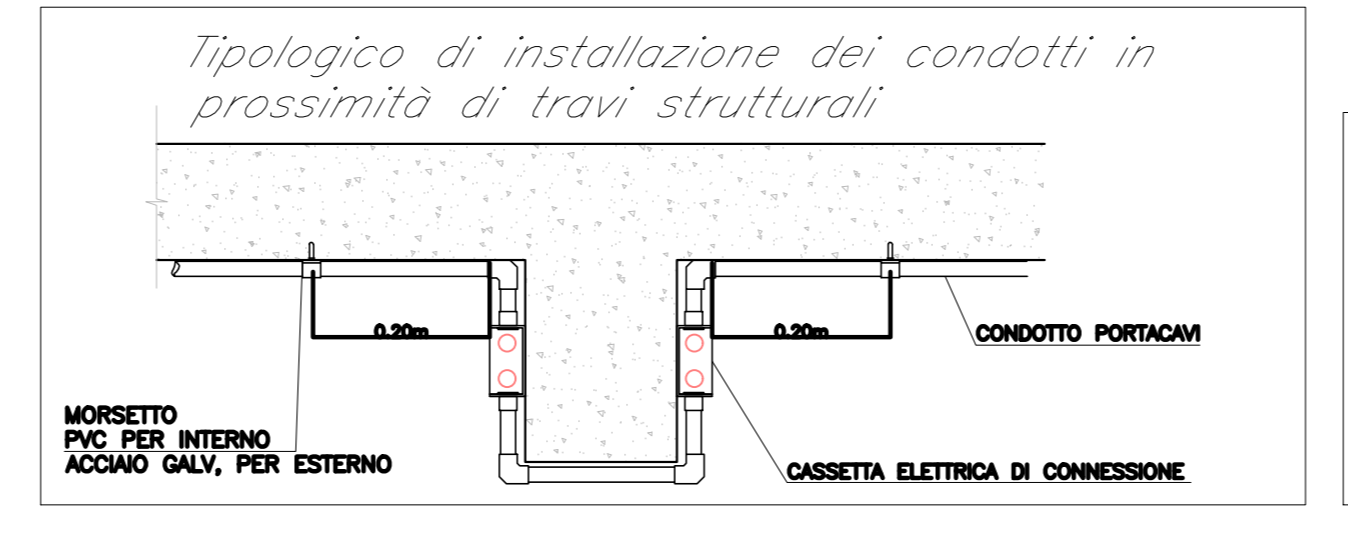 Tipologico di installazione dei condotti in
prossimità di travi strutturali
0.20m
0.20m
CONDOTTO PORTACAVI
MORSETTO
PVC PER INTERNO
ACCIAIO GALV, PER ESTERNO
CASSETTA ELETTRICA DI CONNESSIONE